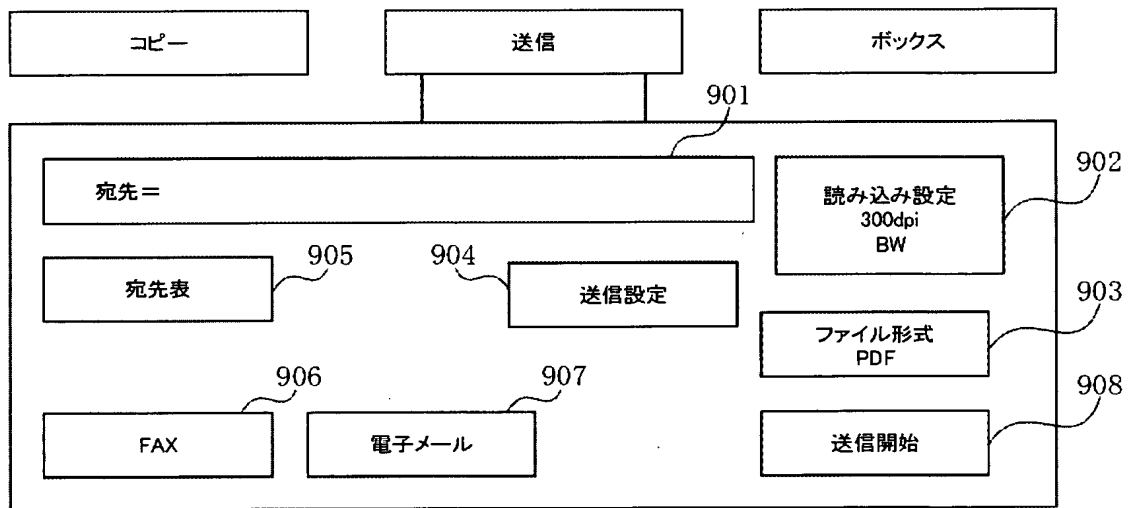 コピー
送信
ボックス
901
宛先＝
読み込み設定
300dpi
BW
902
宛先表
905
904
送信設定
ファイル形式
PDF
903
906
907
908
FAX
電子メール
送信開始